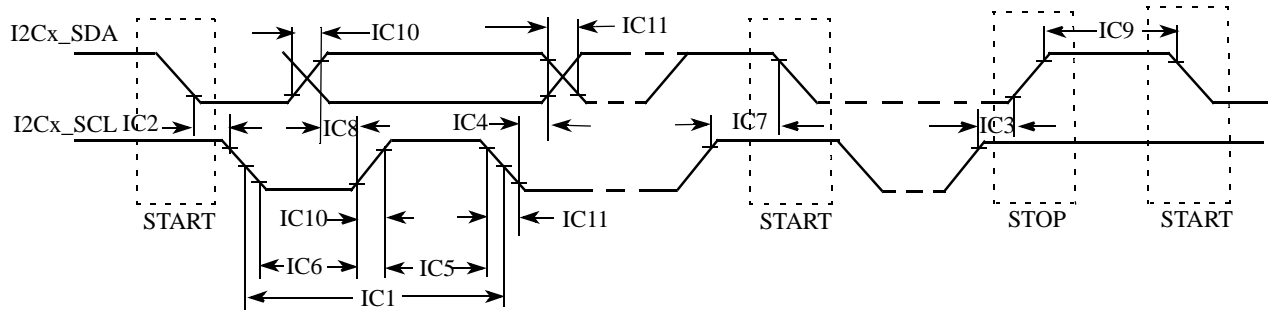 I2Cx_SDA
IC10
IC11
IC9
I2Cx_SCL
IC2
IC8
IC4
IC7
IC3
START
IC10
IC11
START
STOP
START
IC6
IC5
IC1